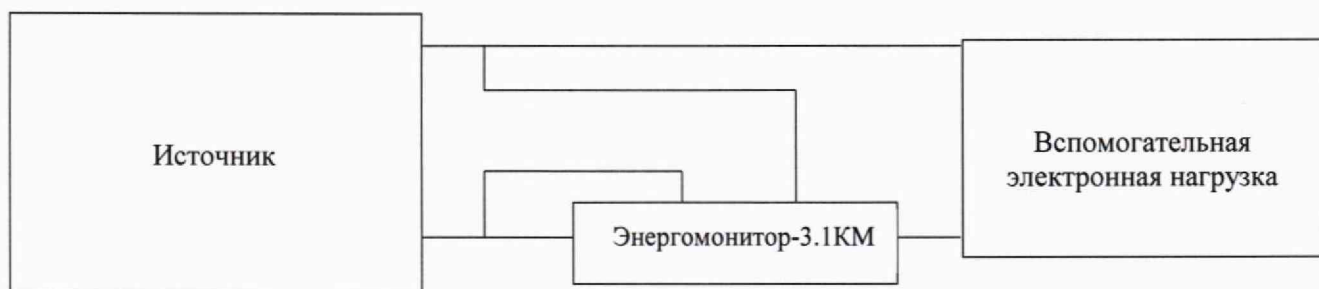 Источник
Вспомогательная
электронная нагрузка
Энергомонитор-3.1КМ